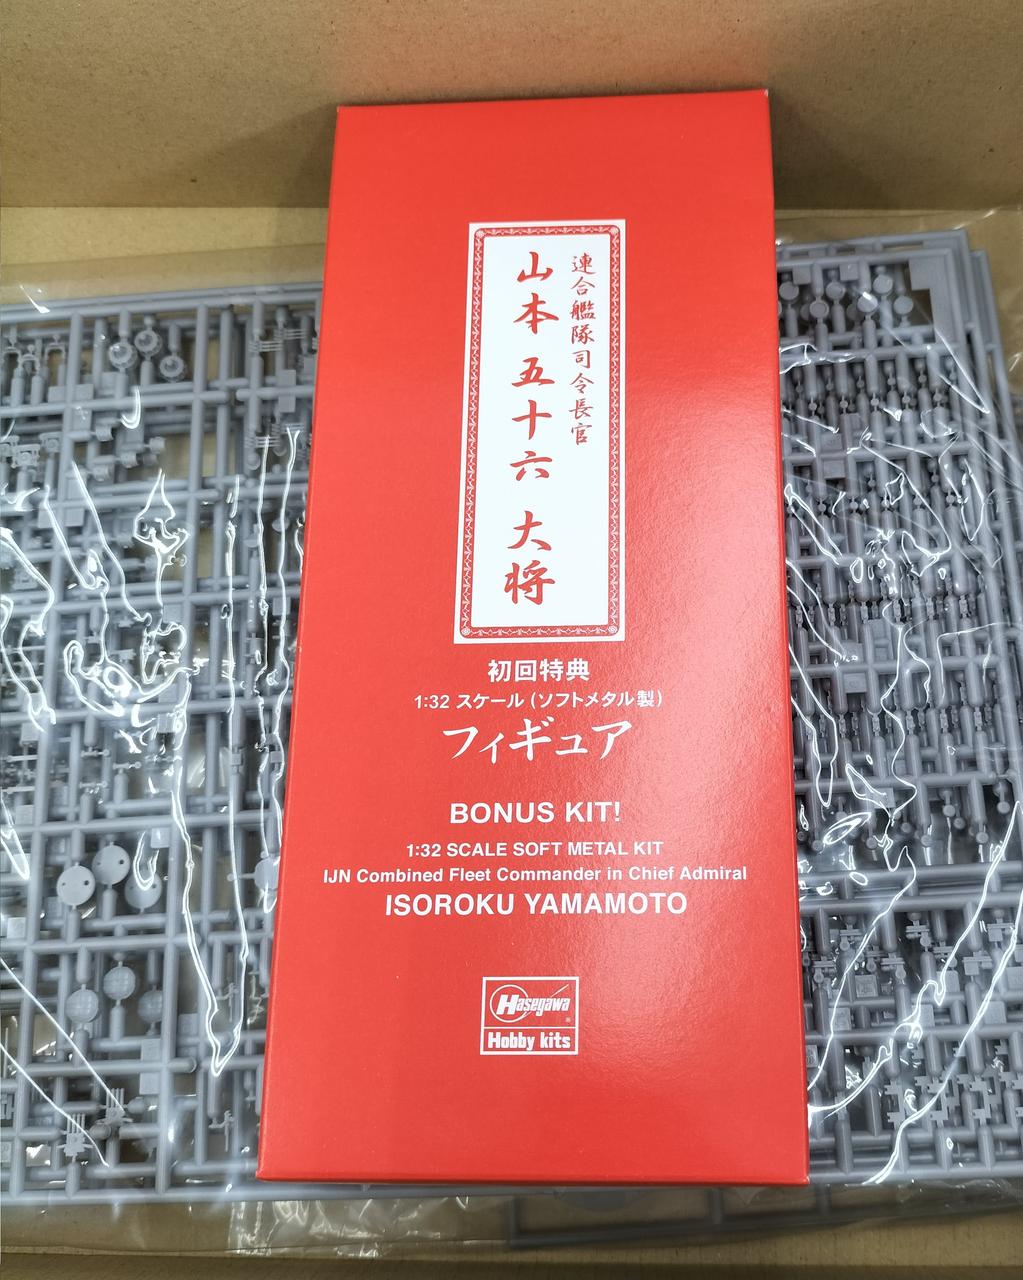 連合艦隊司令長官
山本 五十六 大将
初回特典
1:32 スケール (ソフトメタル製)
フィギュア
BONUS KIT!
1:32 SCALE SOFT METAL KIT
IJN Combined Fleet Commander in Chief Admiral
ISOROKU YAMAMOTO
Hasegawa
Hobby kits